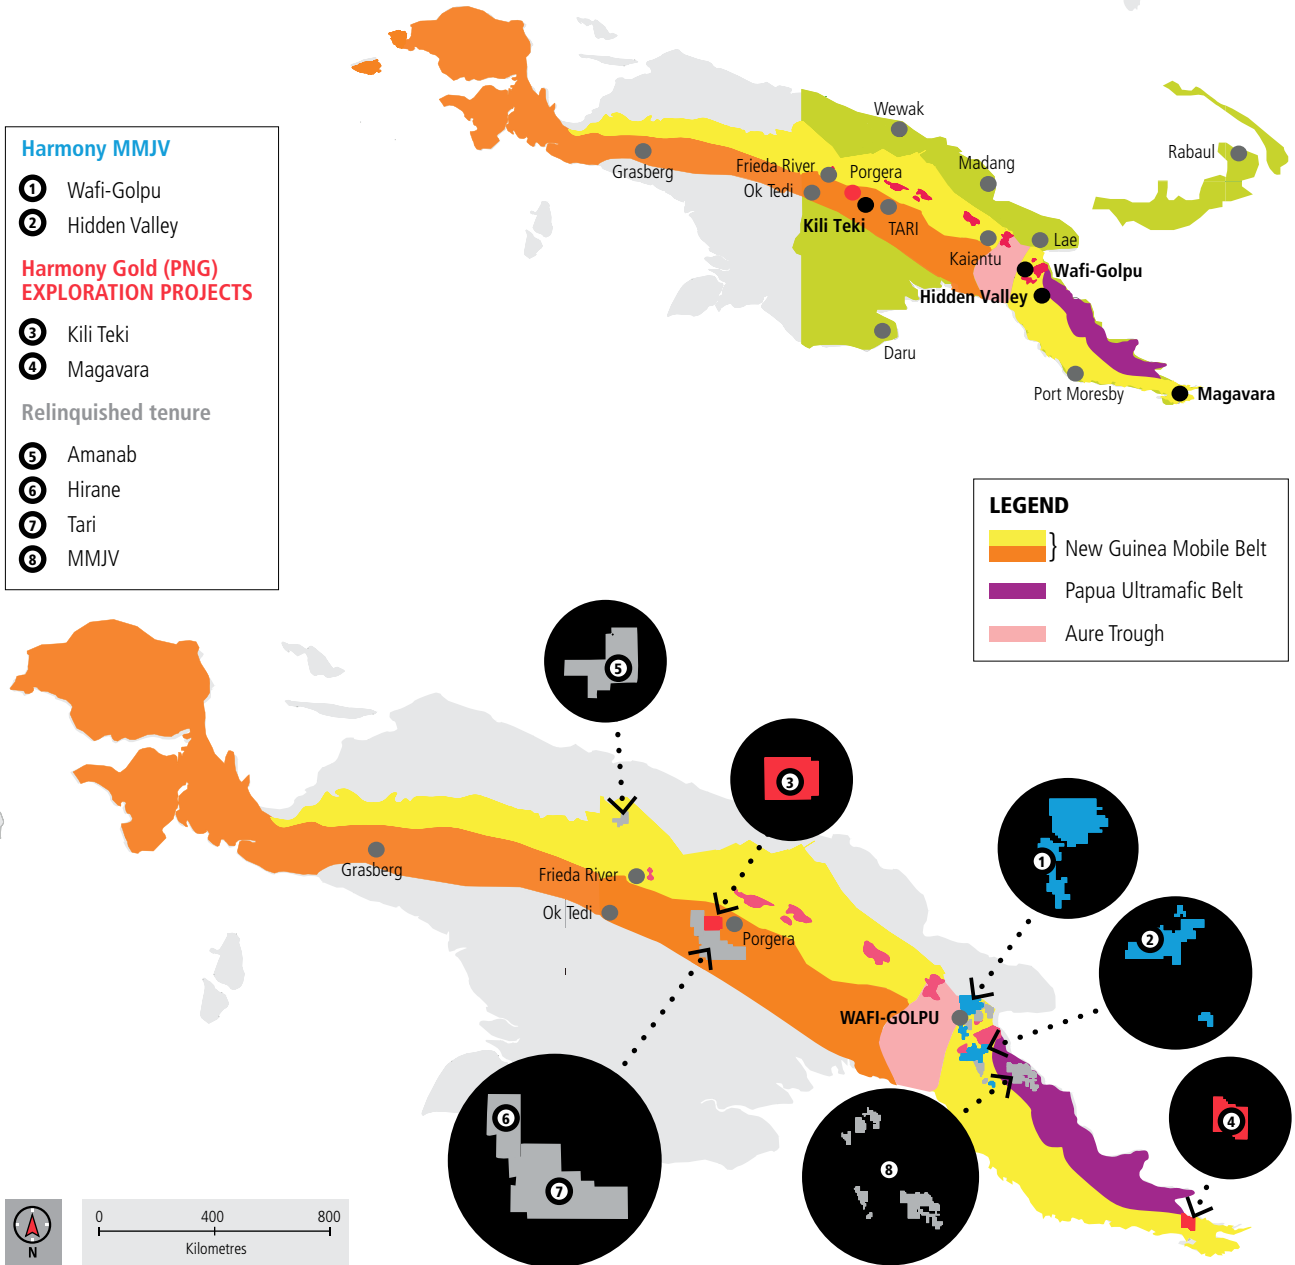 Wewak
Rabaul
Madang
Frieda River
Porgera
Grasberg
Ok Tedi
Kili Teki
TARI
Lae
Kaiantu
Wafi-Golpu
Hidden Valley
Daru
Port Moresby
Magavara
Harmony MMJV
1 Wafi-Golpu
2 Hidden Valley
Harmony Gold (PNG)
EXPLORATION PROJECTS
3 Kili Teki
4 Magavara
Relinquished tenure
5 Amanab
6 Hirane
7 Tari
8 MMJV
LEGEND
} New Guinea Mobile Belt
Papua Ultramafic Belt
Aure Trough
5
3
1
Grasberg
Frieda River
Ok Tedi
Porgera
2
WAFI-GOLPU
6
7
8
4
N
0 400 800
Kilometres